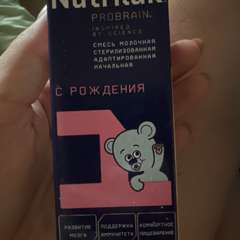 Nutrilak
PROBRAIN.
INSPIRED
BY SCIENCE
СМЕСЬ МОЛОЧНАЯ
СТЕРИЛИЗОВАННАЯ
АДАПТИРОВАННАЯ
НАЧАЛЬНАЯ
С РОЖДЕНИЯ
1
РАЗВИТИЕ
МОЗГА
ПОДДЕРЖКА
ИММУНИТЕТА
КОМФОРТНОЕ
ПИЩЕВАРЕНИЕ